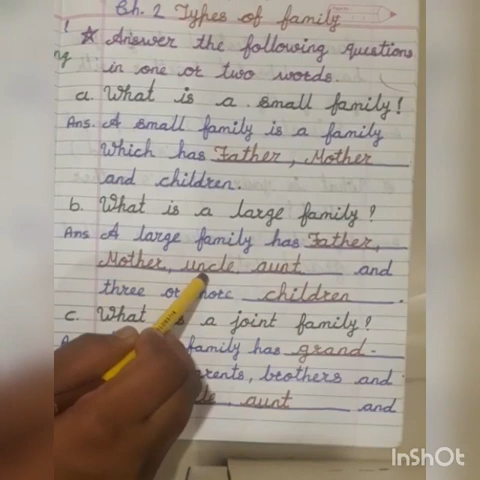 Ch. 2 Types of family
☆ Answer the following questions
in one or two words.
a. What is a small family!
Ans. A small family is a family
Which has Father, Mother
and children.
b. What is a large family?
Ans A large family has Father,
Mother, uncle, aunt and
three or more children.
c. What is a joint family?
family has grand-
brothers and
aunt and
InShOt